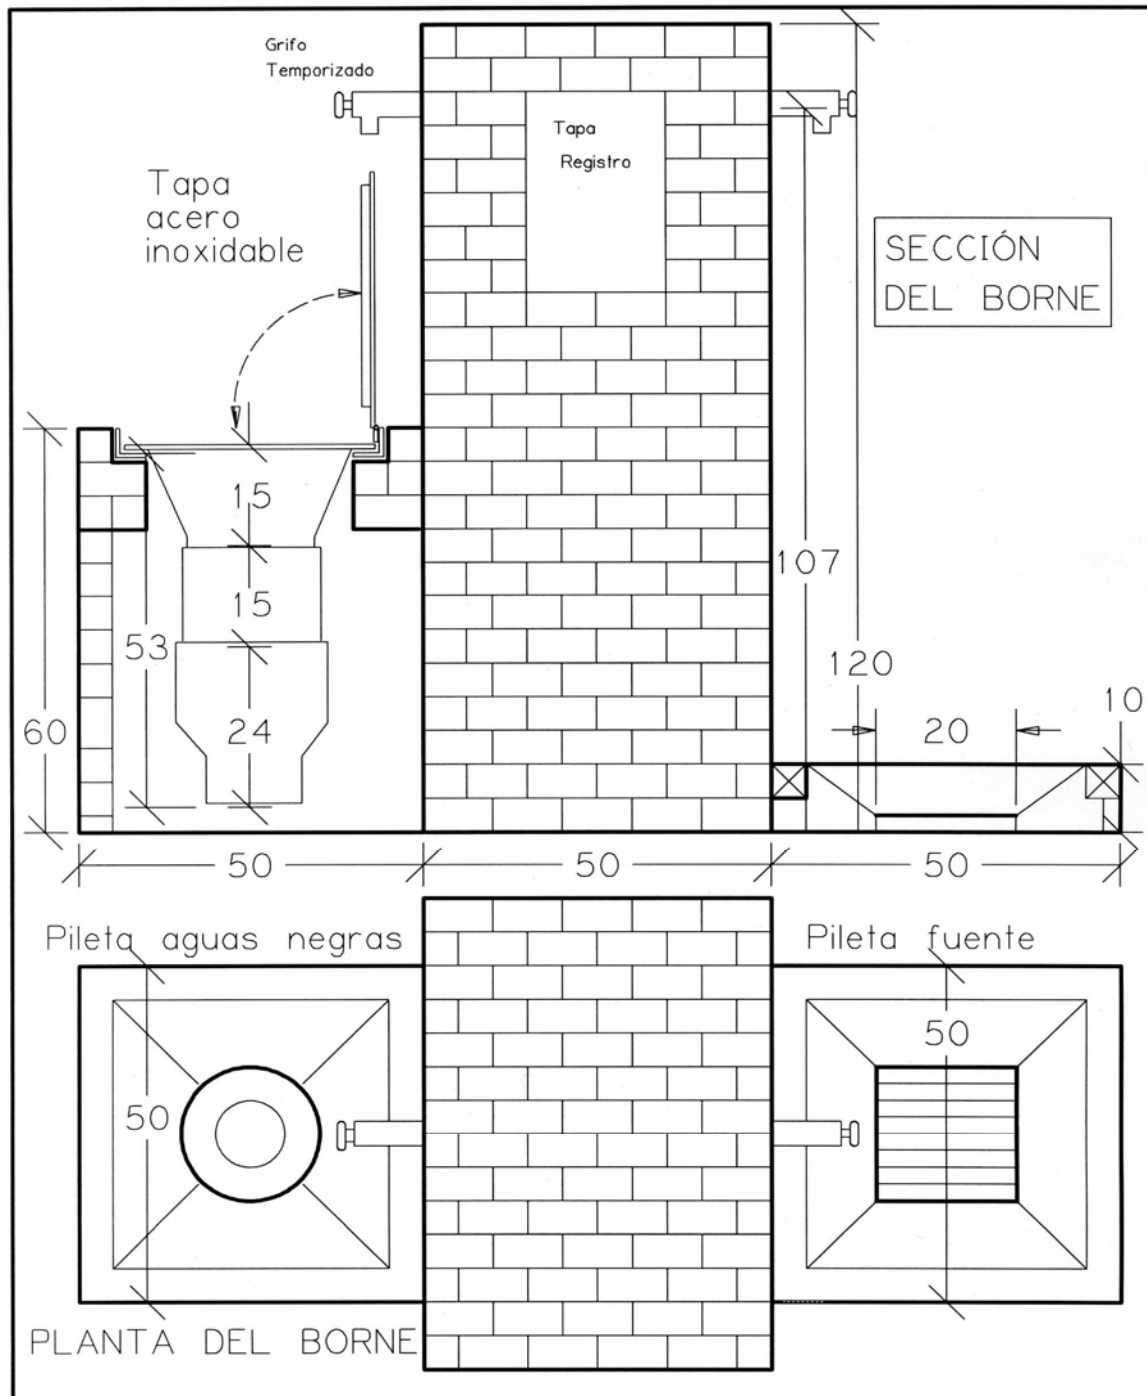 Grifo
Temporizado
Tapa
Registro
Tapa
acero
inoxidable
SECCIÓN
DEL BORNE
15
107
15
53
120
10
60
24
20
50
50
50
Pileta aguas negras
Pileta fuente
50
50
PLANTA DEL BORNE